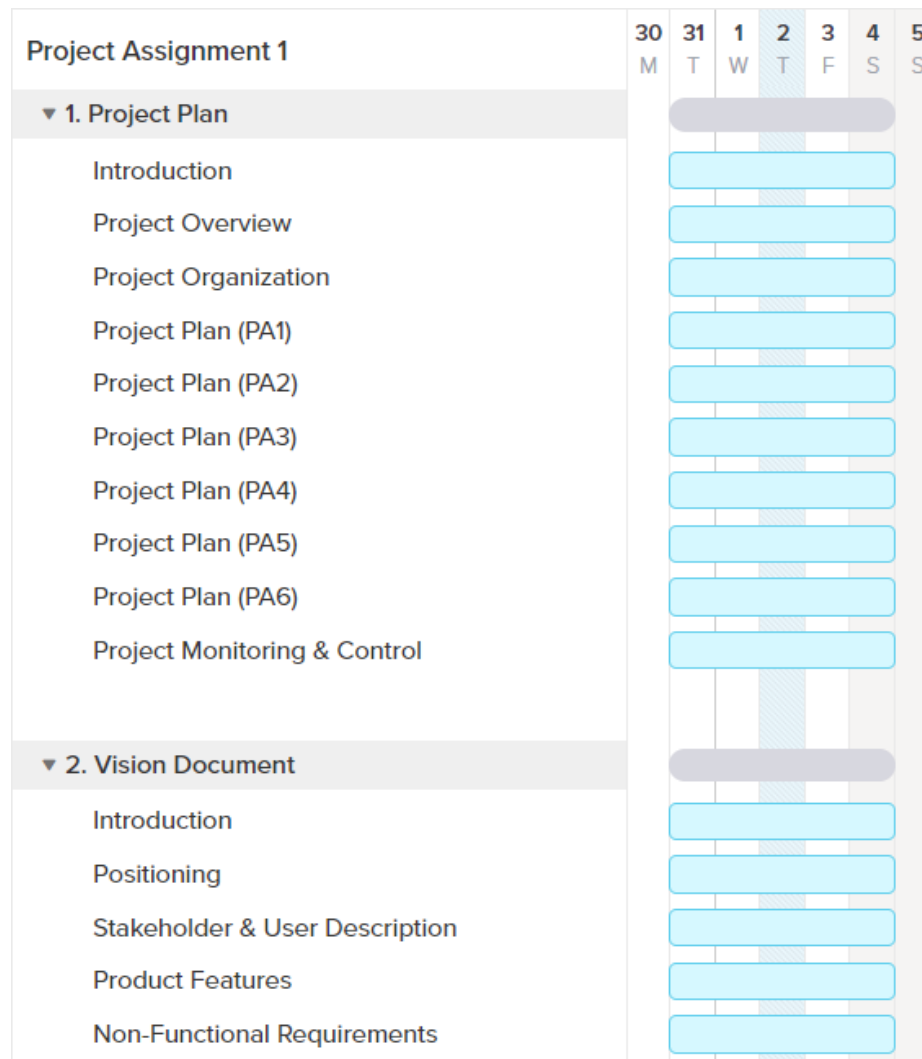 Project Assignment 1
30 31 1 2 3 4 5
M T W T F S S
1. Project Plan
Introduction
Project Overview
Project Organization
Project Plan (PA1)
Project Plan (PA2)
Project Plan (PA3)
Project Plan (PA4)
Project Plan (PA5)
Project Plan (PA6)
Project Monitoring & Control
2. Vision Document
Introduction
Positioning
Stakeholder & User Description
Product Features
Non-Functional Requirements